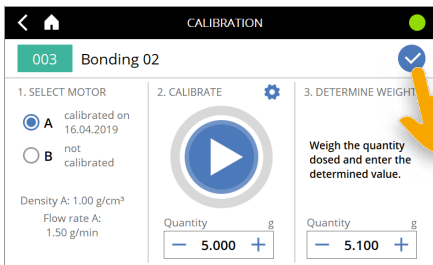 CALIBRATION
003 Bonding 02
1. SELECT MOTOR
A calibrated on
16.04.2019
B not
calibrated
Density A: 1.00 g/cm³
Flow rate A:
1.50 g/min
2. CALIBRATE
Quantity g
− 5.000 +
3. DETERMINE WEIGHT
Weigh the quantity
dosed and enter the
determined value.
Quantity g
− 5.100 +